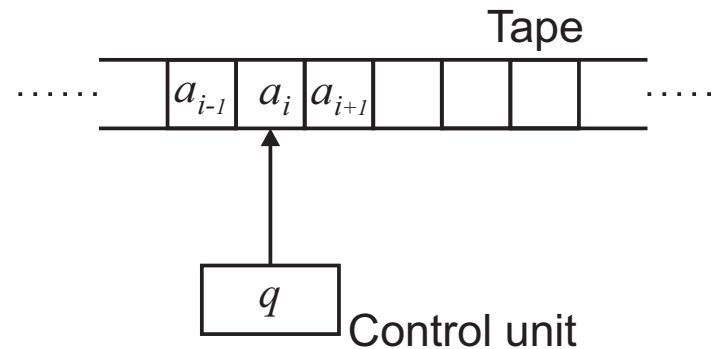 Tape
...... a_{i-1} a_i a_{i+1} ......
q
Control unit